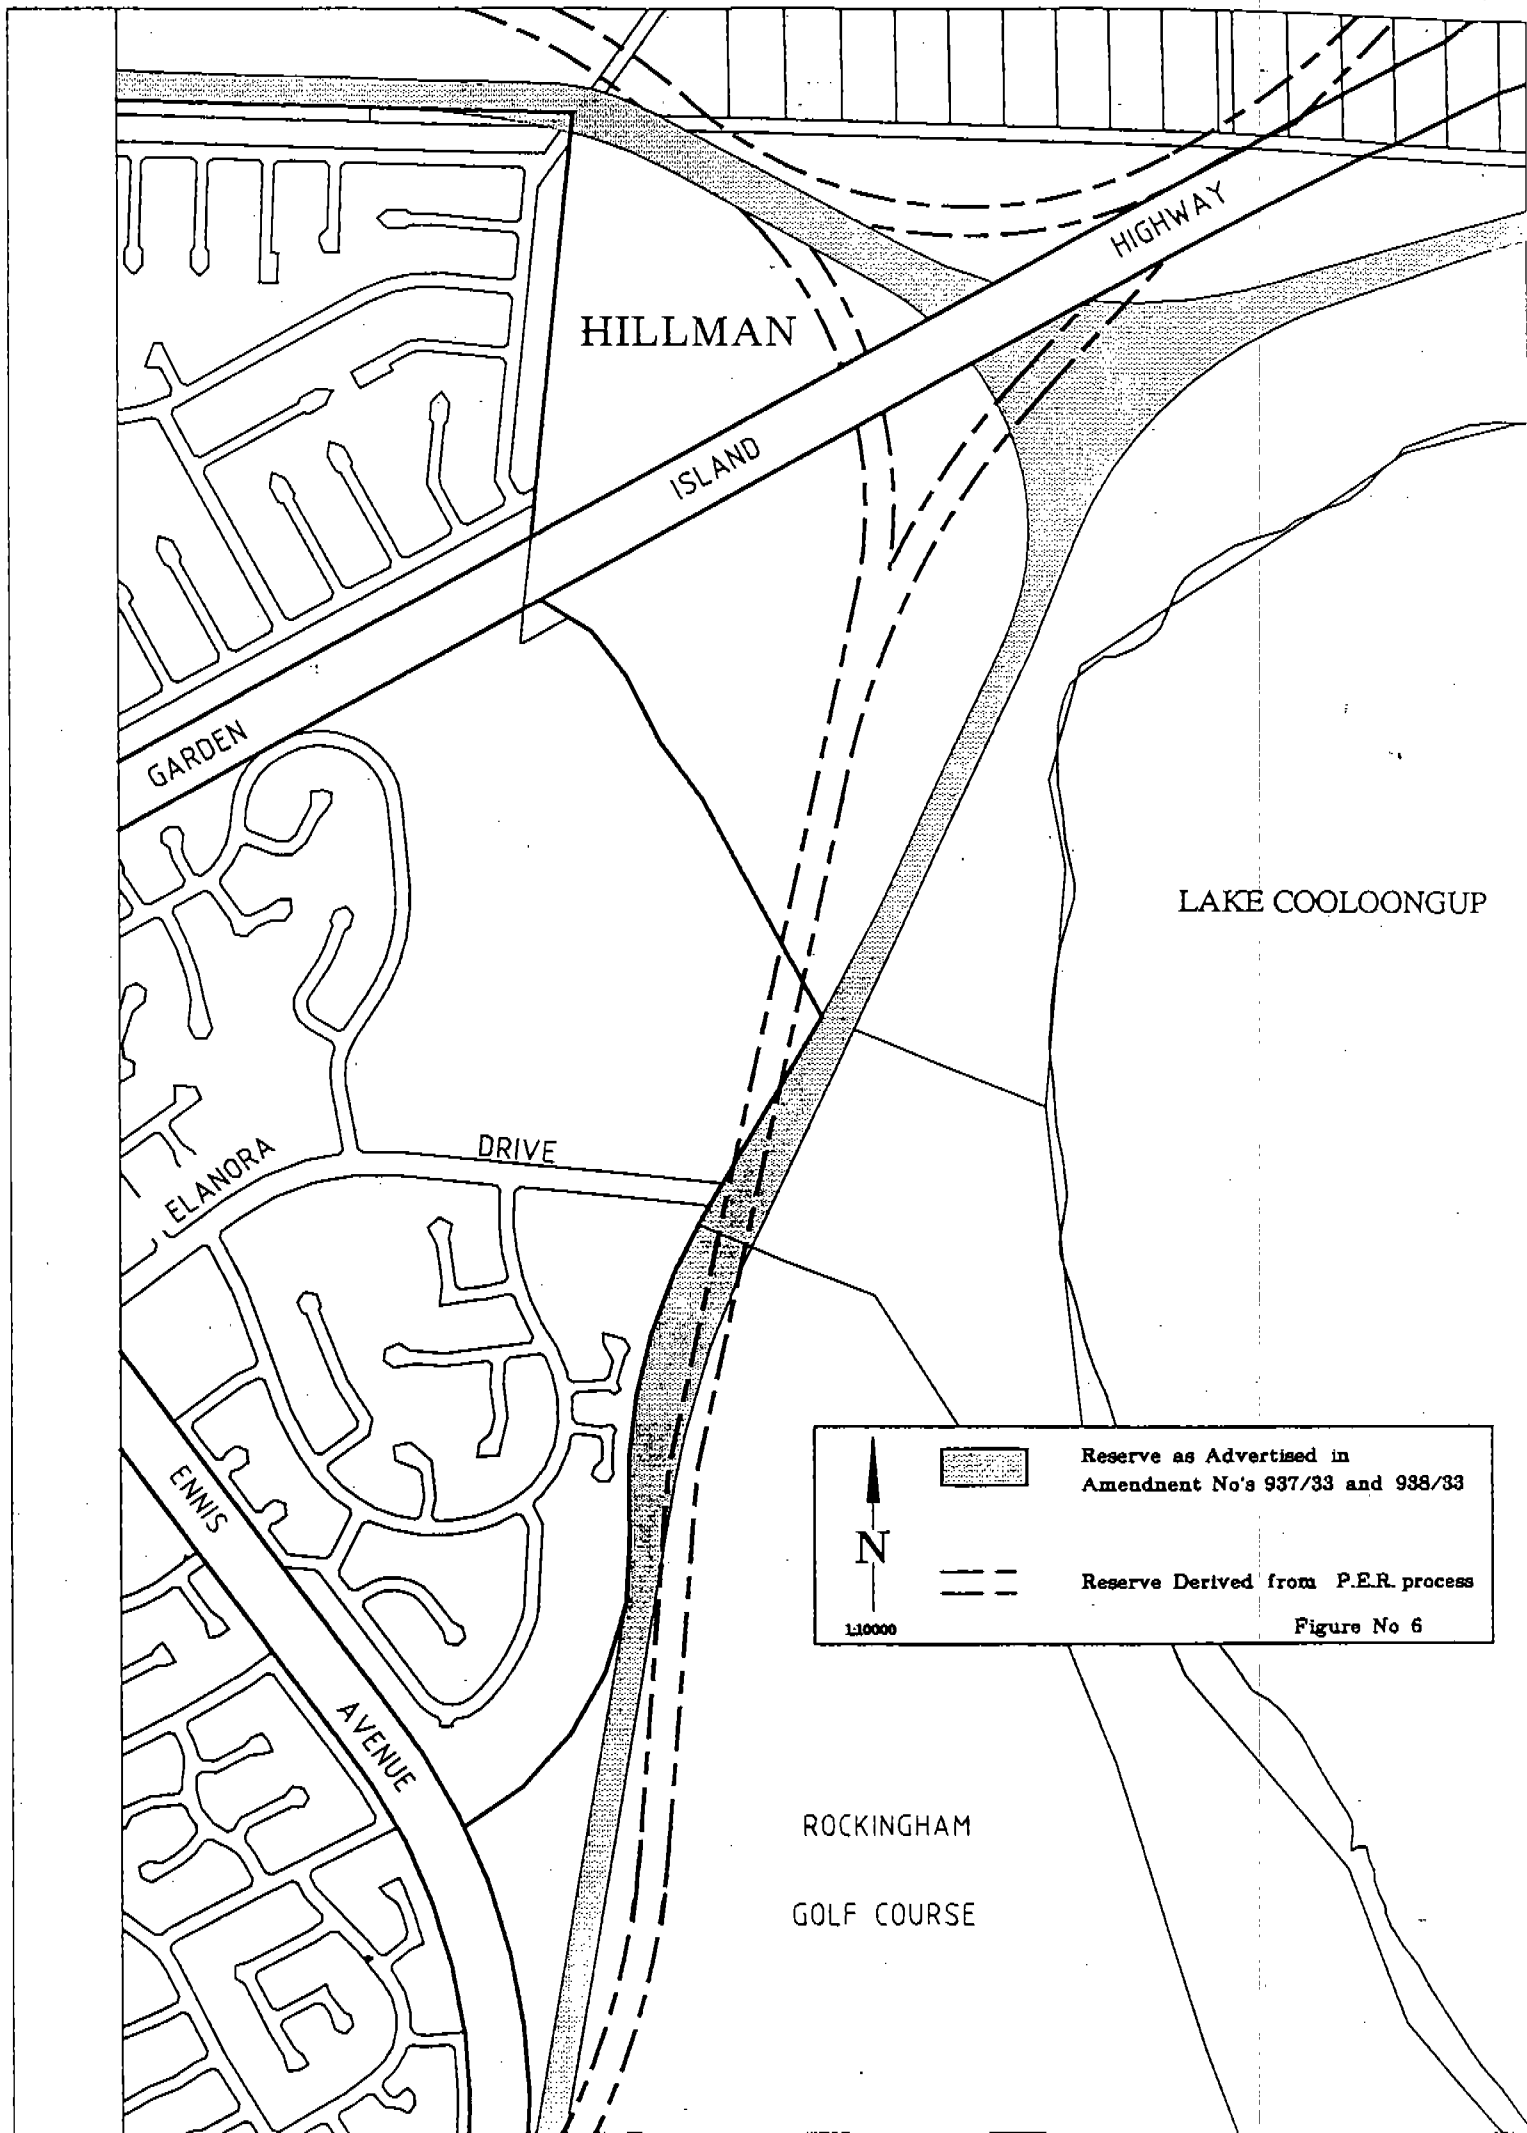 HIGHWAY
HILLMAN
ISLAND
GARDEN
LAKE COOLOONGUP
DRIVE
ELANORA
ENNIS
AVENUE
Reserve as Advertised in
Amendnent No's 937/33 and 938/33
N
Reserve Derived from P.E.R. process
1:10000
Figure No 6
ROCKINGHAM
GOLF COURSE